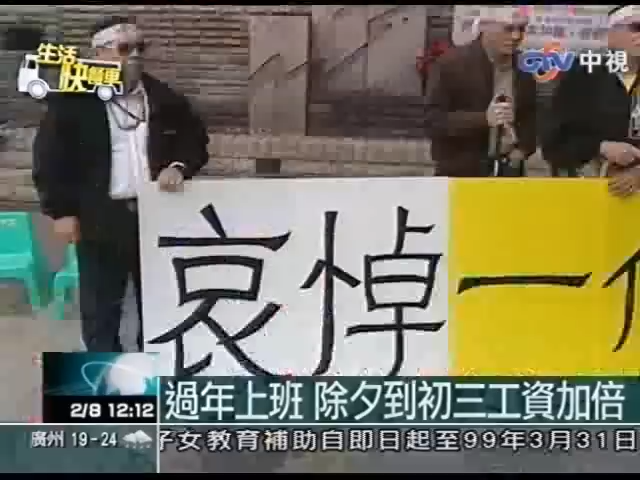 生活
快餐車
CTV 中視
哀悼一
2/8 12:12
過年上班 除夕到初三工資加倍
廣州 19-24
子女教育補助自即日起至99年3月31日